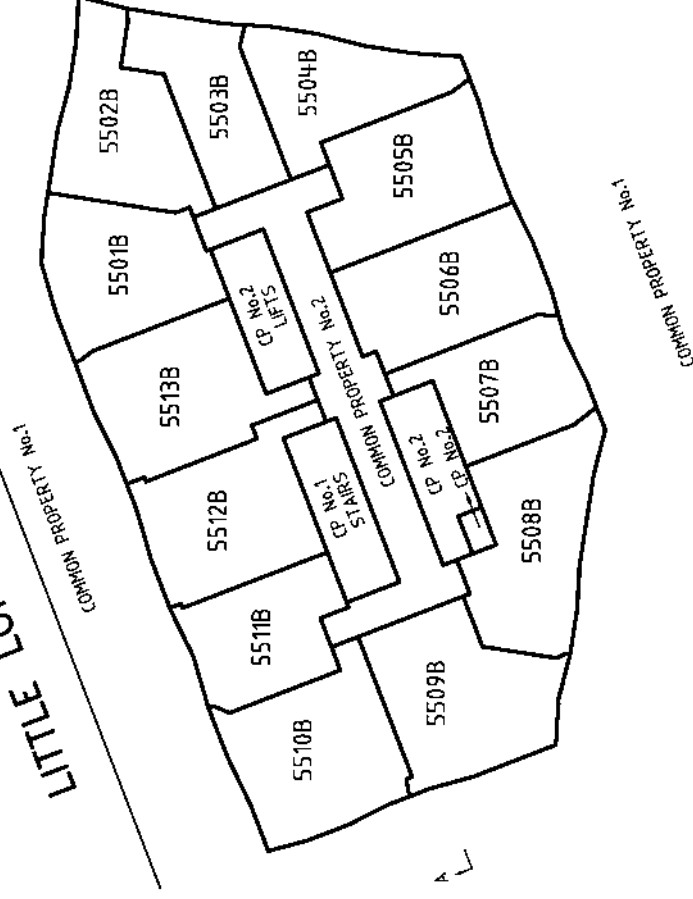 5502B
5503B
5504B
5505B
5501B
5506B
CP No.2
LIFTS
COMMON PROPERTY No.2
COMMON PROPERTY No.1
5513B
5507B
COMMON PROPERTY No.1
CP No.2
CP No.2
5512B
CP No.1
STAIRS
5508B
5511B
5509B
5510B
LITTLE
A